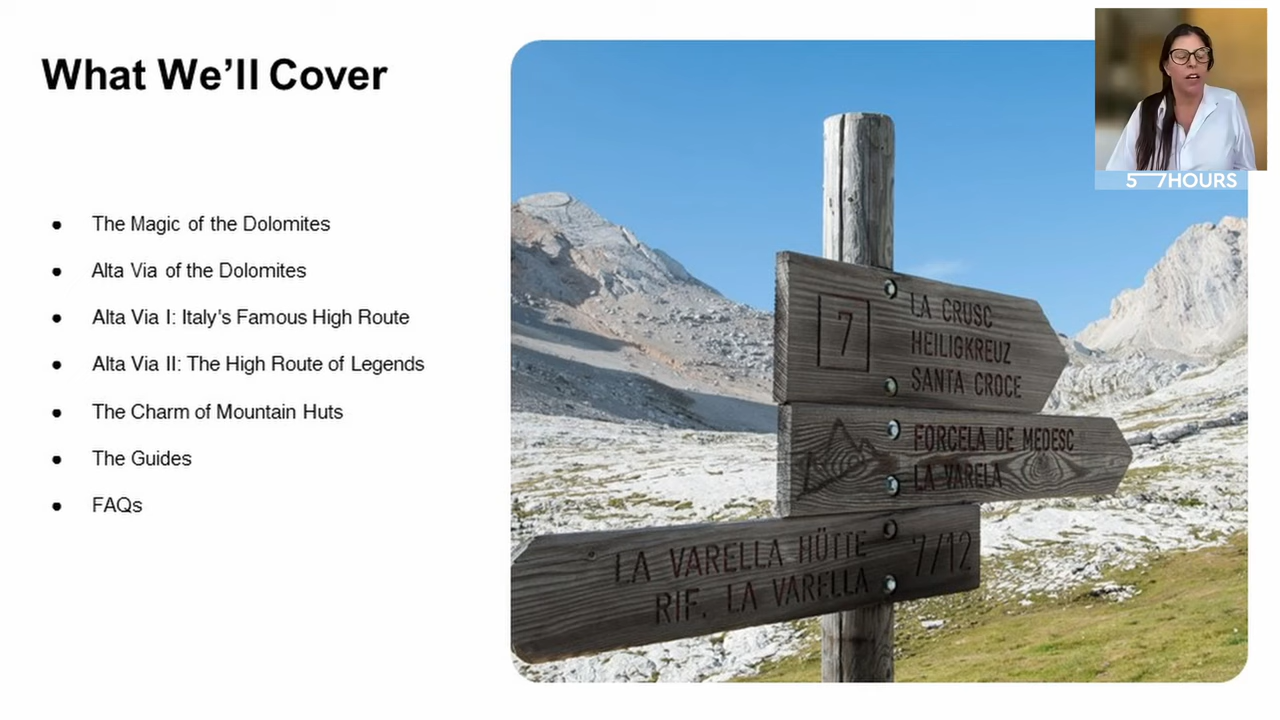 What We'll Cover
The Magic of the Dolomites
Alta Via of the Dolomites
Alta Via I: Italy's Famous High Route
Alta Via II: The High Route of Legends
The Charm of Mountain Huts
The Guides
FAQs
57HOURS
7
LA CRUSC
HEILIGKREUZ
SANTA CROCE
FORCELA DE MEDESC
LA VARELA
LA VARELLA HÜTTE
RIF. LA VARELLA
7/12